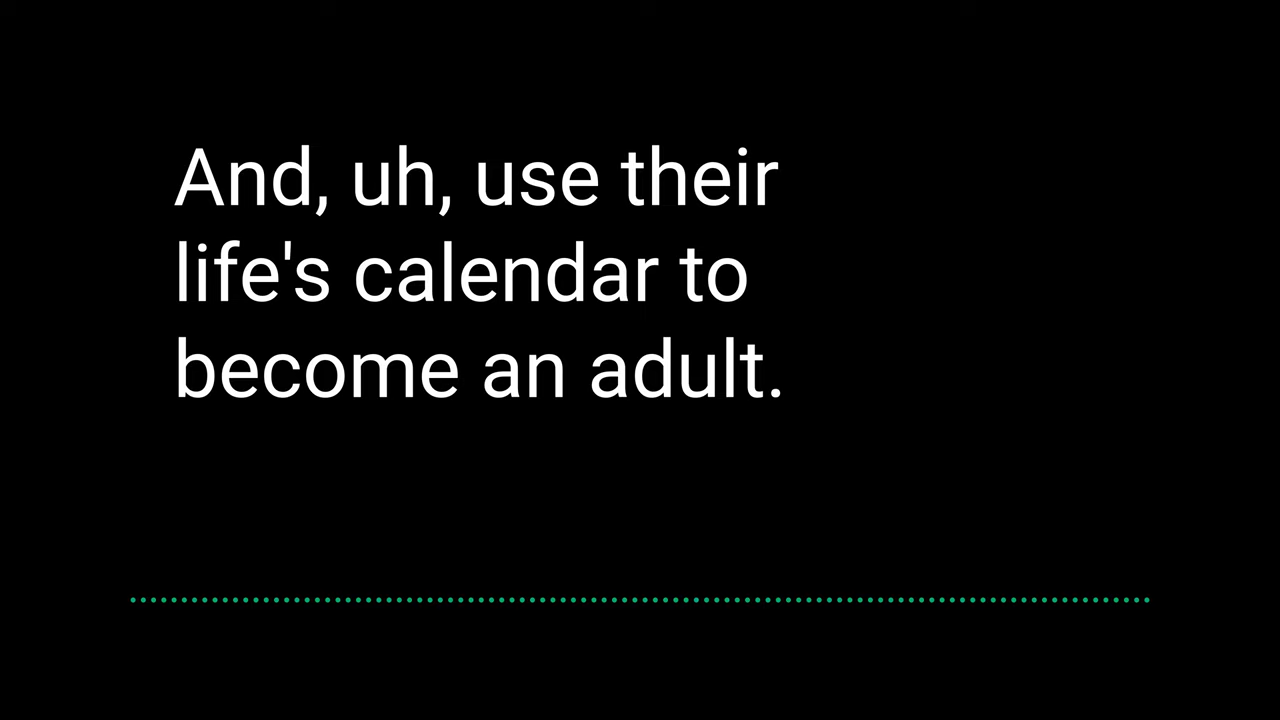 And, uh, use their
life's calendar to
become an adult.